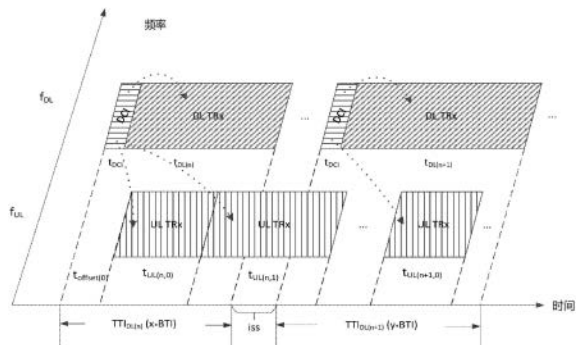 频率
f_DL
DCI
DL TRx
...
DCI
DL TRx
...
t_DCI
t_DL(n)
t_DCI
t_DL(n+1)
f_UL
UL TRx
UL TRx
...
UL TRx
...
t_offset(0)
t_UL(n,0)
t_UL(n,1)
t_UL(n+1,0)
时间
TTI_DL(n) (x*BTI)
iss
TTI_DL(n+1) (y*BTI)